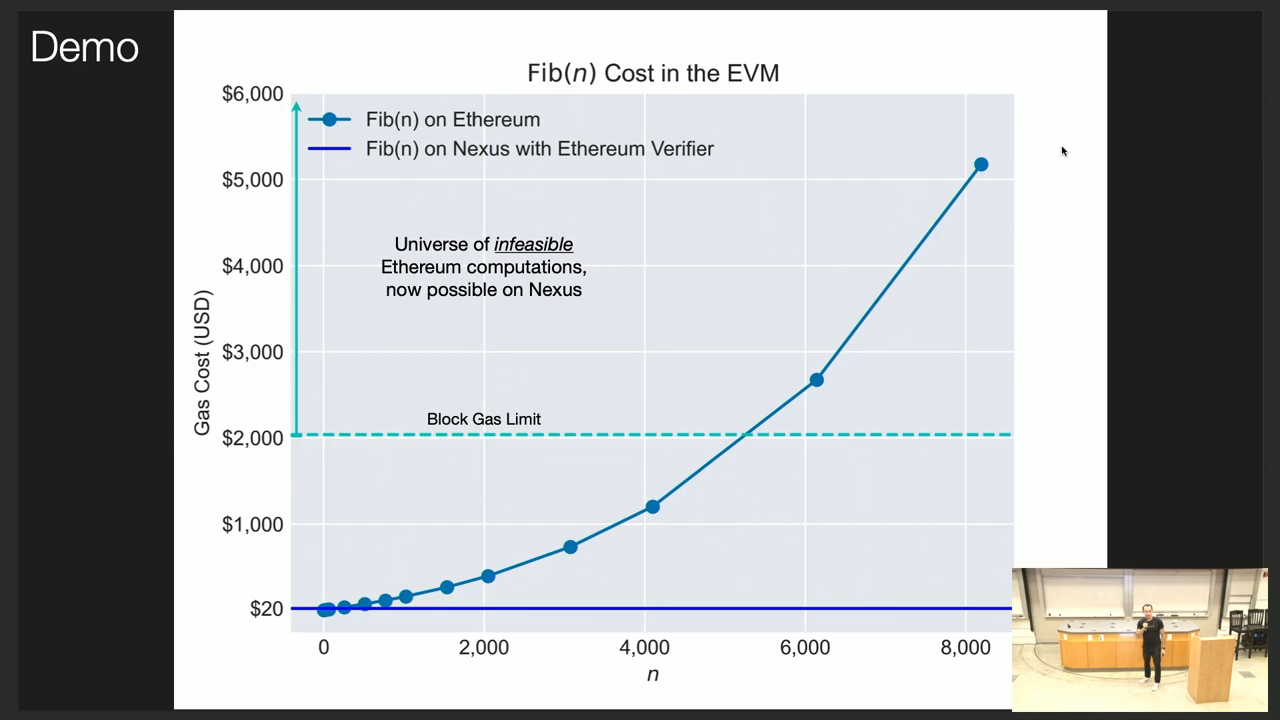 Demo
Fib(n) Cost in the EVM
$6,000
$5,000
$4,000
$3,000
$2,000
$1,000
$20
Gas Cost (USD)
Fib(n) on Ethereum
Fib(n) on Nexus with Ethereum Verifier
Universe of infeasible
Ethereum computations,
now possible on Nexus
Block Gas Limit
0 2,000 4,000 6,000 8,000
n